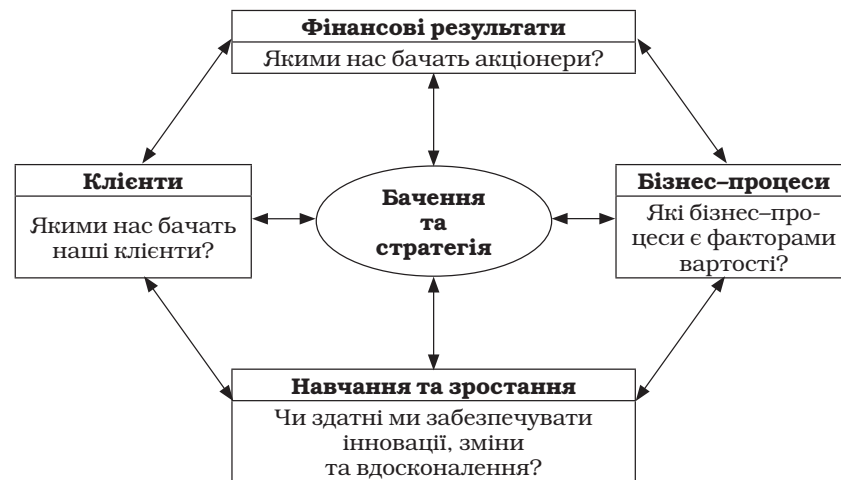 Фінансові результати
Якими нас бачать акціонери?
Клієнти
Якими нас бачать
наші клієнти?
Бачення
та
стратегія
Бізнес–процеси
Які бізнес–про-
цеси є факторами
вартості?
Навчання та зростання
Чи здатні ми забезпечувати
інновації, зміни
та вдосконалення?